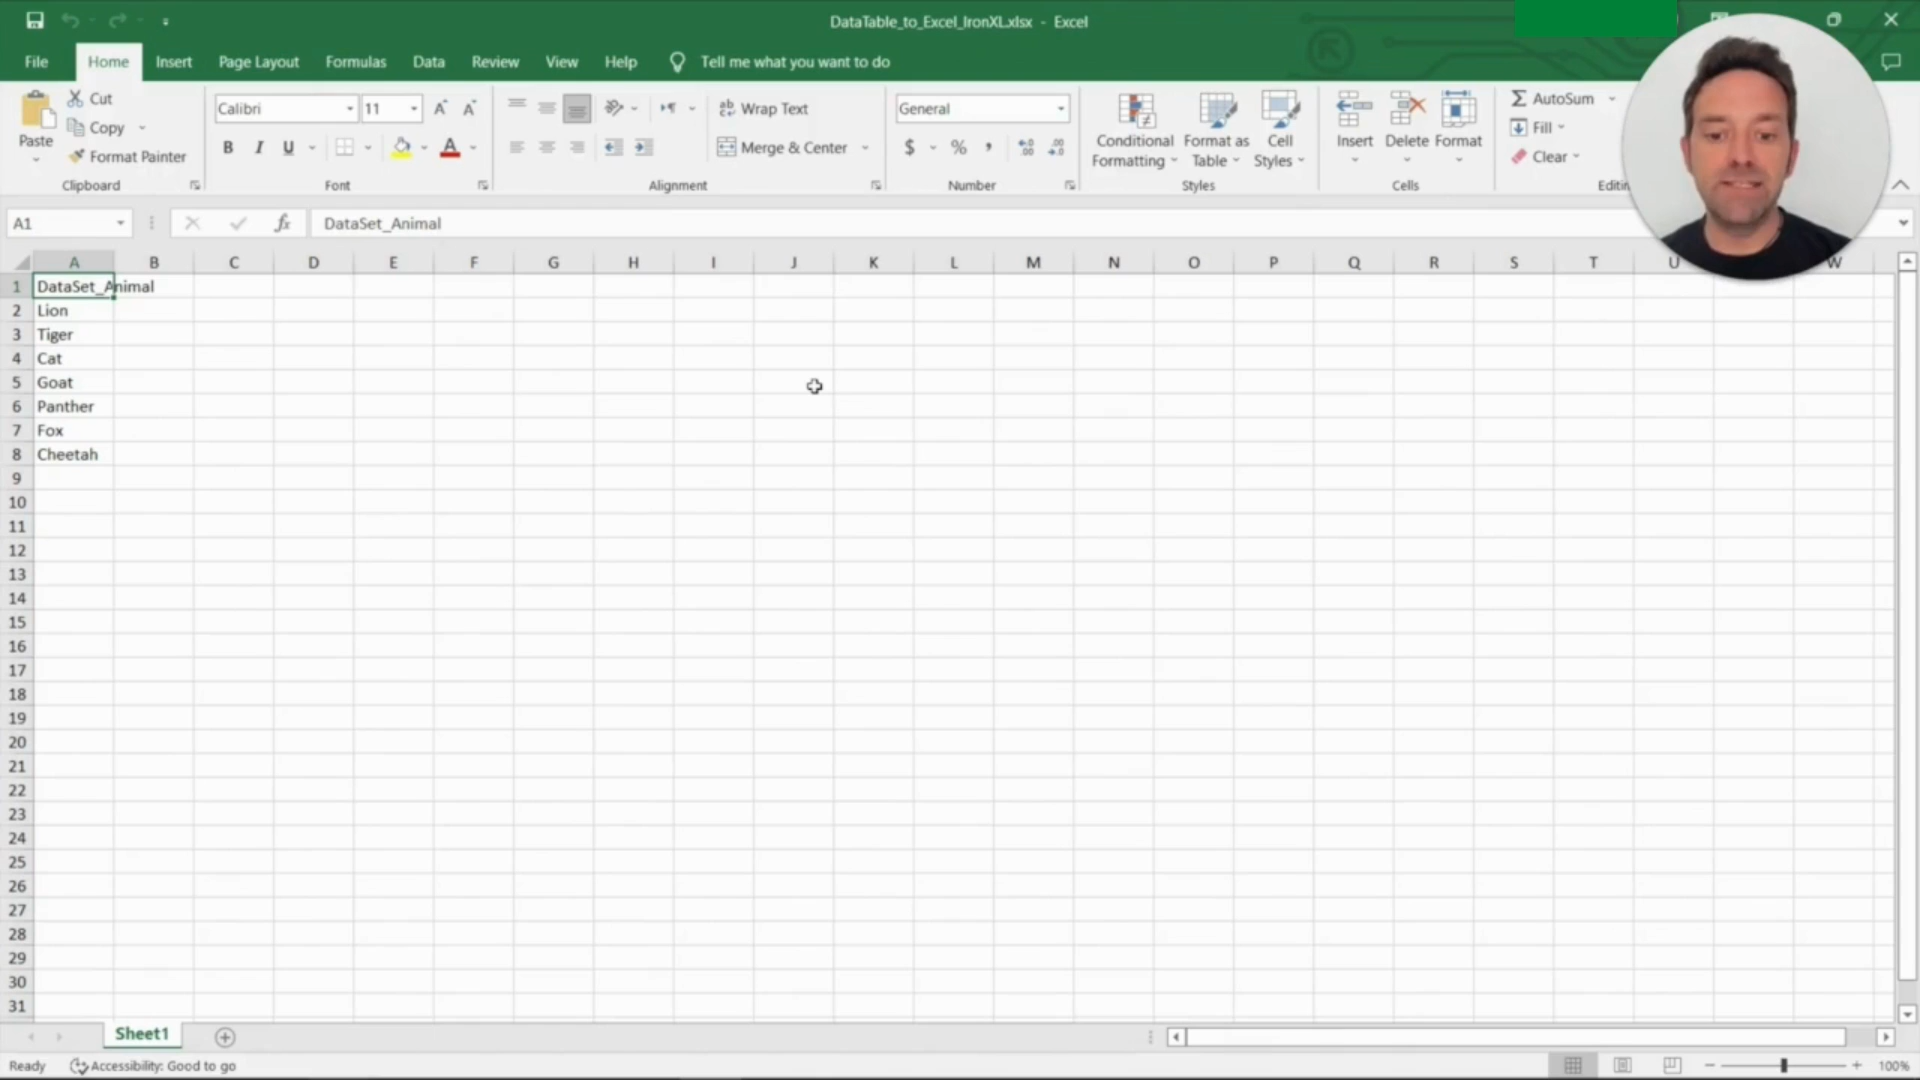 DataTable_to_Excel_IronXL.xlsx - Excel
File Home Insert Page Layout Formulas Data Review View Help Tell me what you want to do
Paste
Cut
Copy
Format Painter
Clipboard
Calibri 11
B I U
Font
Wrap Text
Merge & Center
Alignment
General
$ % ,
Number
Conditional Formatting
Format as Table
Cell Styles
Styles
Insert Delete Format
Cells
AutoSum
Fill
Clear
A1 fx DataSet_Animal
A B C D E F G H I J K L M N O P Q R S T U W
1 DataSet_Animal
2 Lion
3 Tiger
4 Cat
5 Goat
6 Panther
7 Fox
8 Cheetah
9
10
11
12
13
14
15
16
17
18
19
20
21
22
23
24
25
26
27
28
29
30
31
Sheet1
Ready Accessibility: Good to go 100%